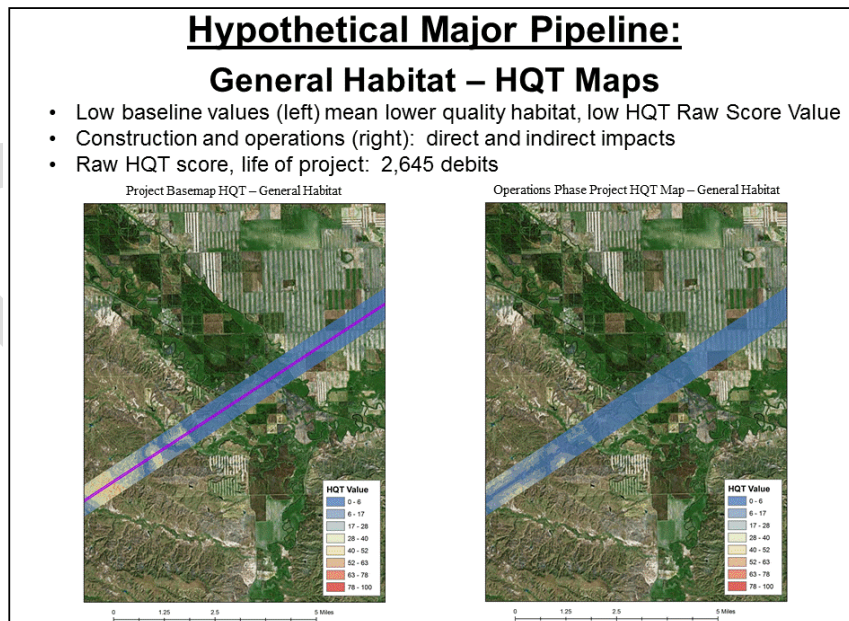 Hypothetical Major Pipeline:
General Habitat – HQT Maps
• Low baseline values (left) mean lower quality habitat, low HQT Raw Score Value
• Construction and operations (right): direct and indirect impacts
• Raw HQT score, life of project: 2,645 debits
Project Basemap HQT – General Habitat
HQT Value
0 - 6
6 - 17
17 - 28
28 - 40
40 - 52
52 - 63
63 - 78
78 - 100
0 1.25 2.5 5 Miles
Operations Phase Project HQT Map – General Habitat
HQT Value
0 - 6
6 - 17
17 - 28
28 - 40
40 - 52
52 - 63
63 - 78
78 - 100
0 1.25 2.5 5 Miles